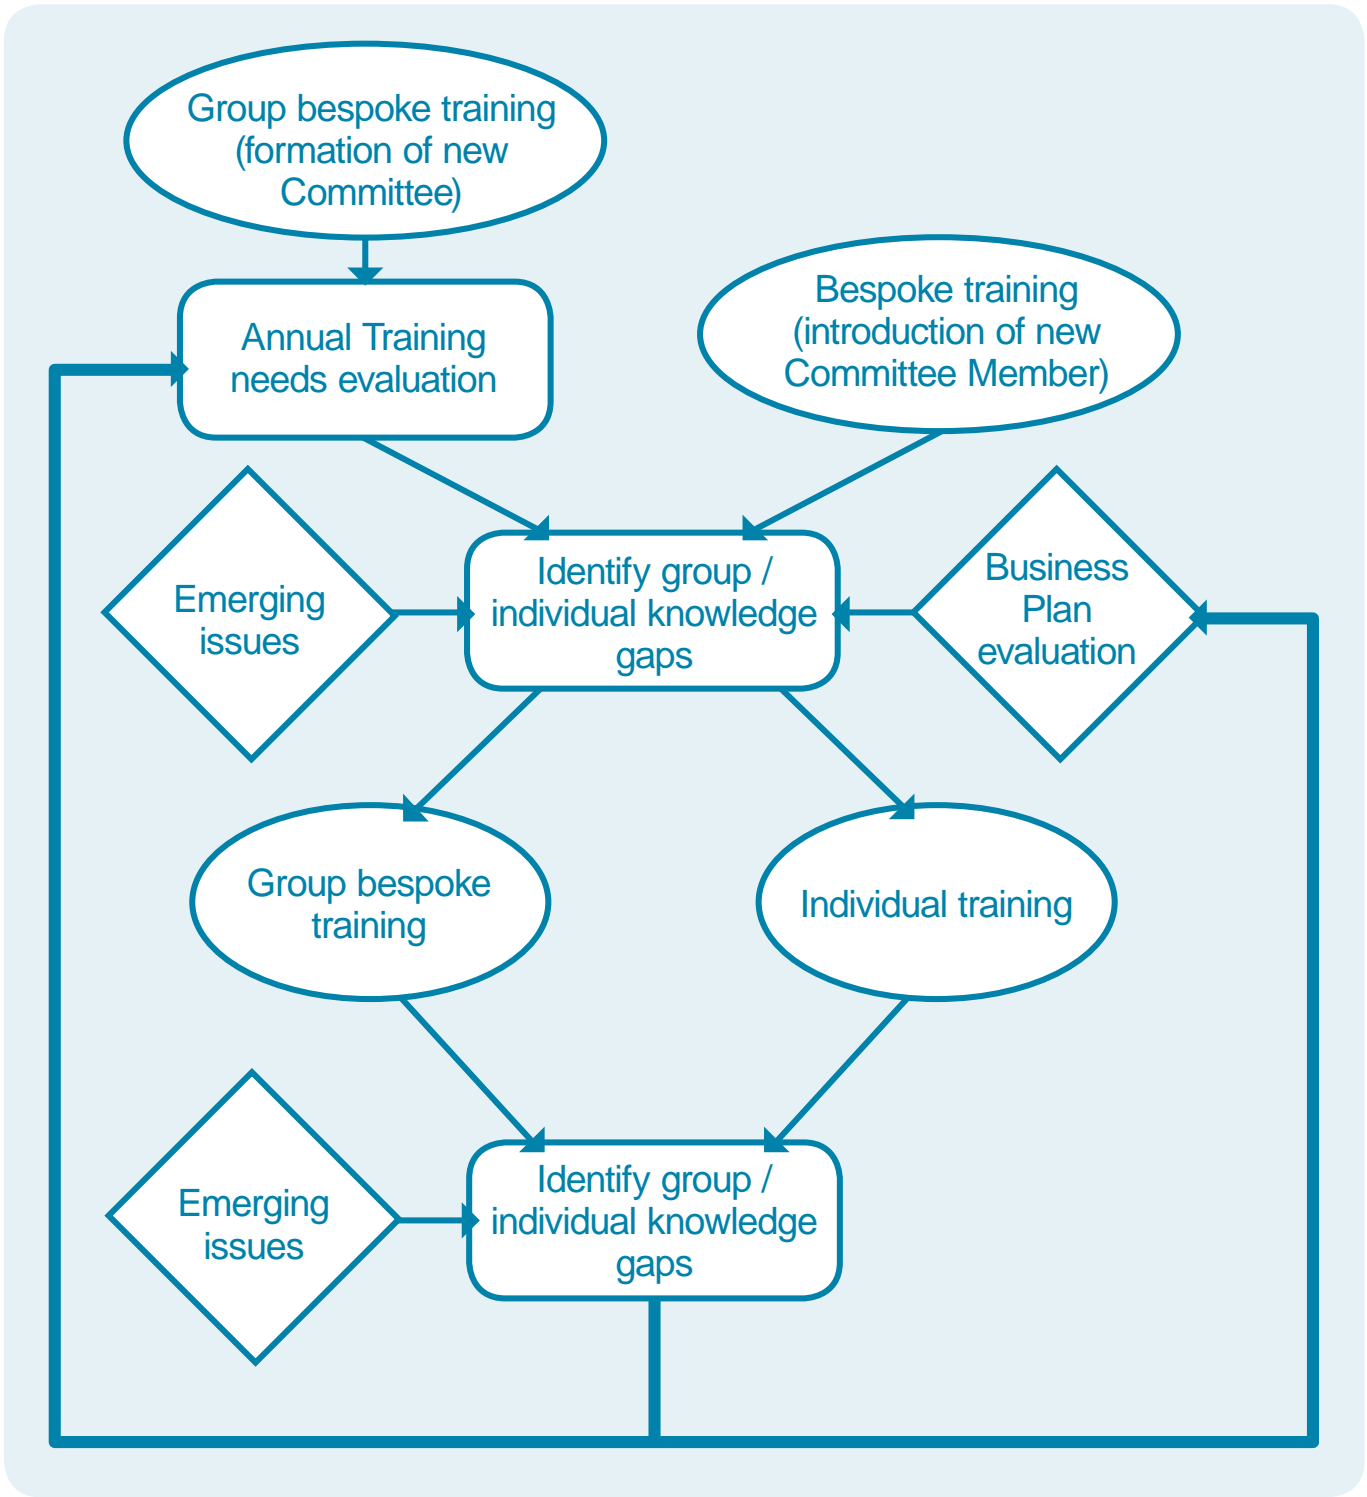 Group bespoke training
(formation of new
Committee)
Bespoke training
(introduction of new
Committee Member)
Annual Training
needs evaluation
Emerging
issues
Identify group /
individual knowledge
gaps
Business
Plan
evaluation
Group bespoke
training
Individual training
Emerging
issues
Identify group /
individual knowledge
gaps